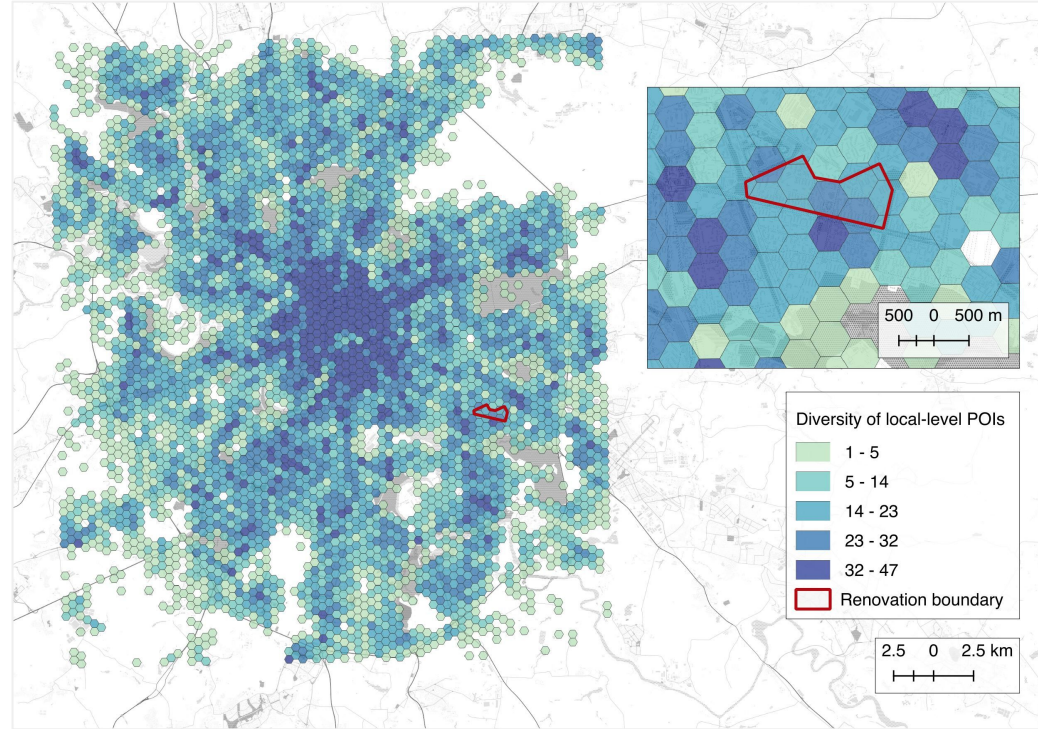 500 0 500 m
Diversity of local-level POIs
1 - 5
5 - 14
14 - 23
23 - 32
32 - 47
Renovation boundary
2.5 0 2.5 km